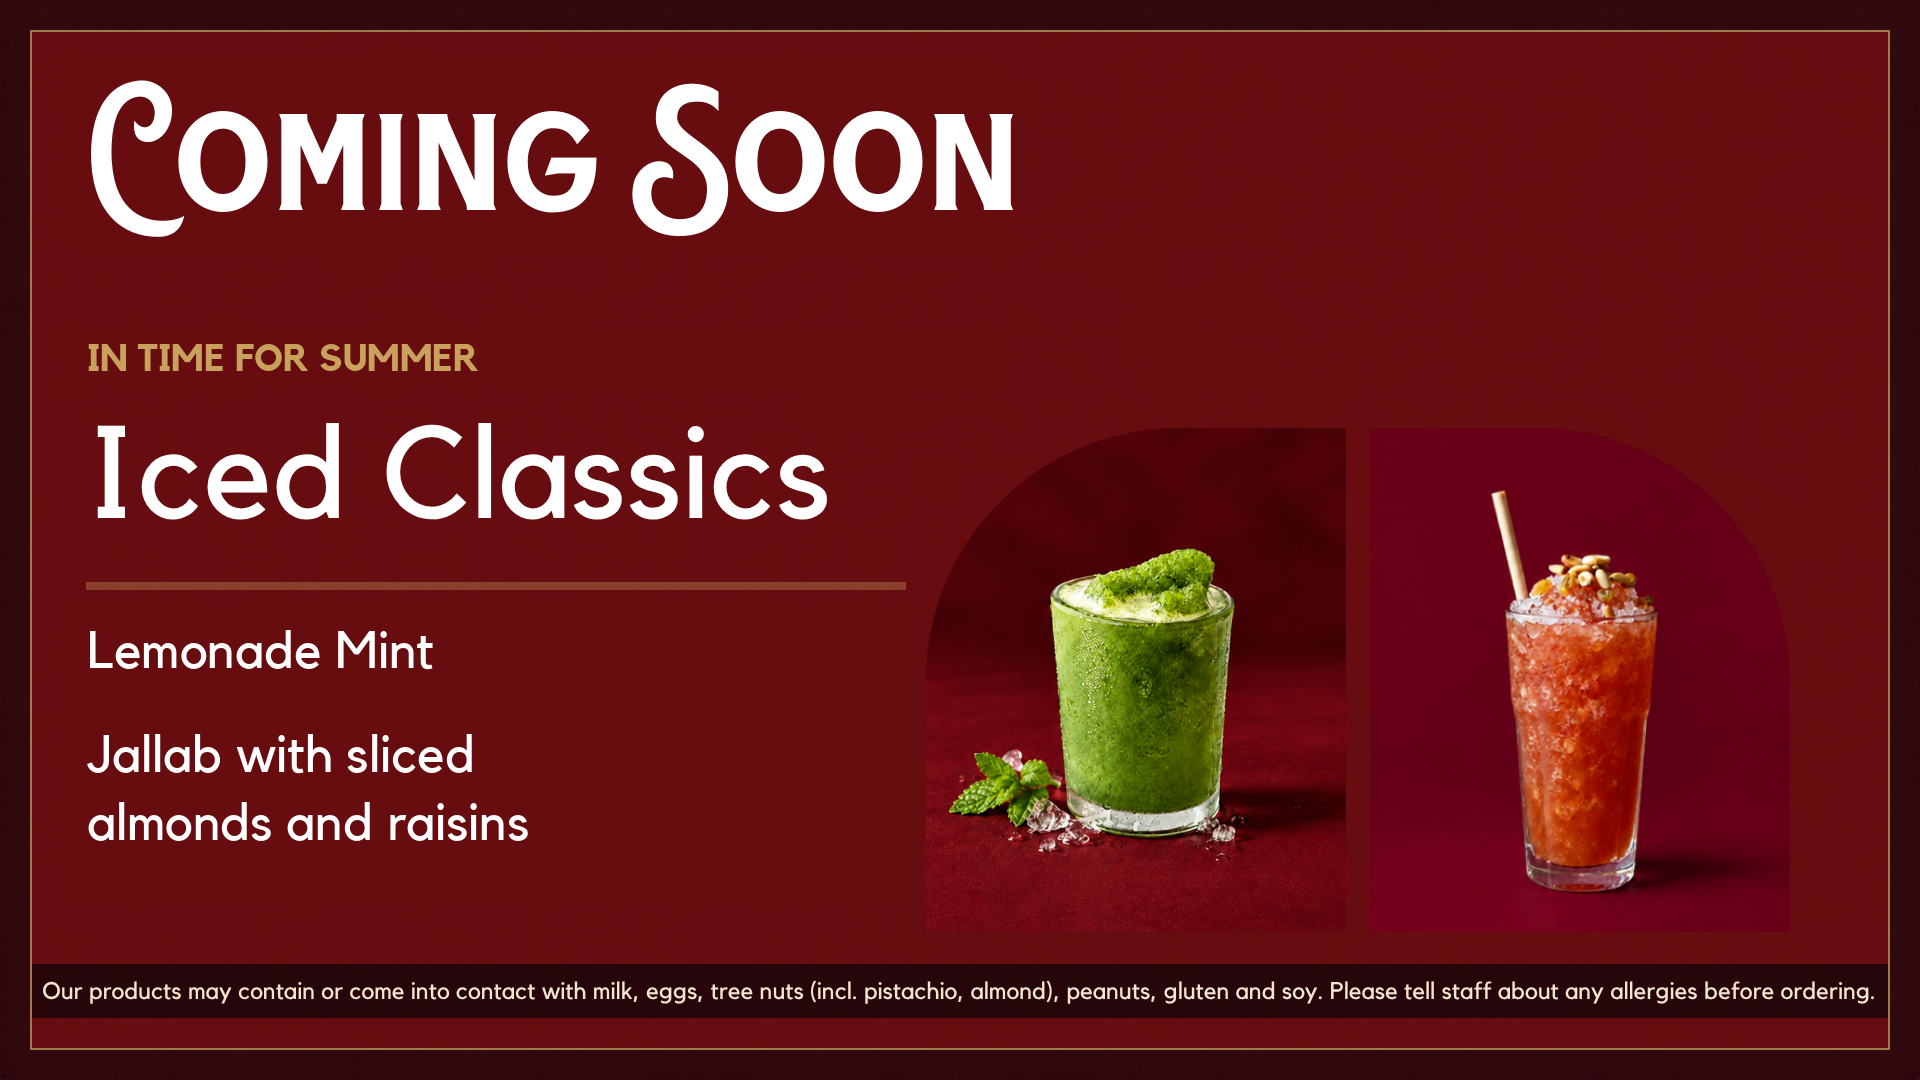 Coming Soon
IN TIME FOR SUMMER
Iced Classics
Lemonade Mint
Jallab with sliced
almonds and raisins
Our products may contain or come into contact with milk, eggs, tree nuts (incl. pistachio, almond), peanuts, gluten and soy. Please tell staff about any allergies before ordering.